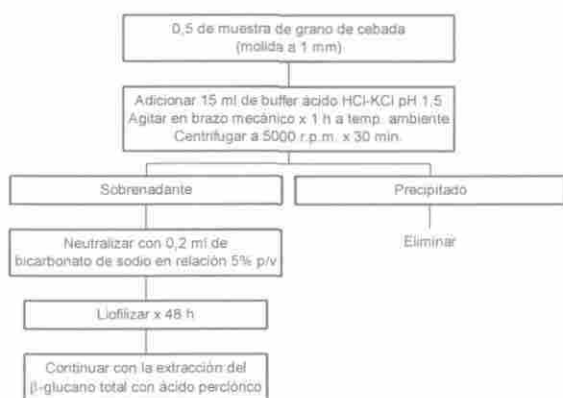 0,5 de muestra de grano de cebada
(molida a 1 mm)
Adicionar 15 ml de buffer ácido HCl-KCl pH 1,5
Agitar en brazo mecánico x 1 h a temp. ambiente
Centrifugar a 5000 r.p.m. x 30 min.
Sobrenadante
Precipitado
Neutralizar con 0,2 ml de
bicarbonato de sodio en relación 5% p/v
Eliminar
Liofilizar x 48 h
Continuar con la extracción del
β-glucano total con ácido perclórico